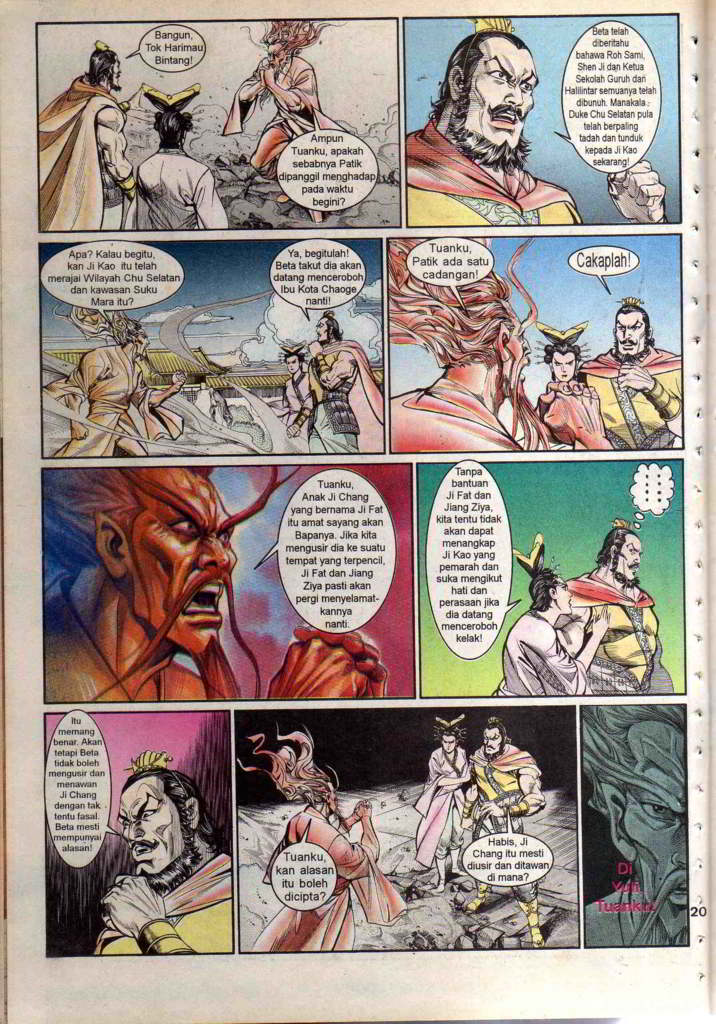 Bangun,
Tok Harimau
Bintang!
Ampun
Tuanku, apakah
sebabnya Patik
dipanggil menghadap
pada waktu
begini?
Beta telah
diberitahu
bahawa Roh Sami,
Shen Ji dan Ketua
Sekolah Guruh dan
Halilintar semuanya telah
dibunuh. Manakala
Duke Chu Selatan pula
telah berpaling
tadah dan tunduk
kepada Ji Kao
sekarang!
Apa? Kalau begitu,
kan Ji Kao itu telah
merajai Wilayah Chu Selatan
dan kawasan Suku
Mara itu?
Ya, begitulah!
Beta takut dia akan
datang menceroboh
Ibu Kota Chaoge
nanti!
Tuanku,
Patik ada satu
cadangan!
Cakaplah!
Tuanku,
Anak Ji Chang
yang bernama Ji Fat
itu amat sayang akan
Bapanya. Jika kita
mengusir dia ke suatu
tempat yang terpencil,
Ji Fat dan Jiang
Ziya pasti akan
pergi menyelamat-
kannya
nanti.
Tanpa
bantuan
Ji Fat dan
Jiang Ziya,
kita tentu tidak
akan dapat
menangkap
Ji Kao yang
pemarah dan
suka mengikut
hati dan
perasaan jika
dia datang
menceroboh
kelak!
Itu
memang
benar. Akan
tetapi Beta
tidak boleh
mengusir dan
menawan
Ji Chang
dengan tak
tentu fasal.
Beta mesti
mempunyai
alasan!
Tuanku,
kan alasan
itu boleh
dicipta?
Habis, Ji
Chang itu mesti
diusir dan ditawan
di mana?
Di
Yuli,
Tuanku!
20